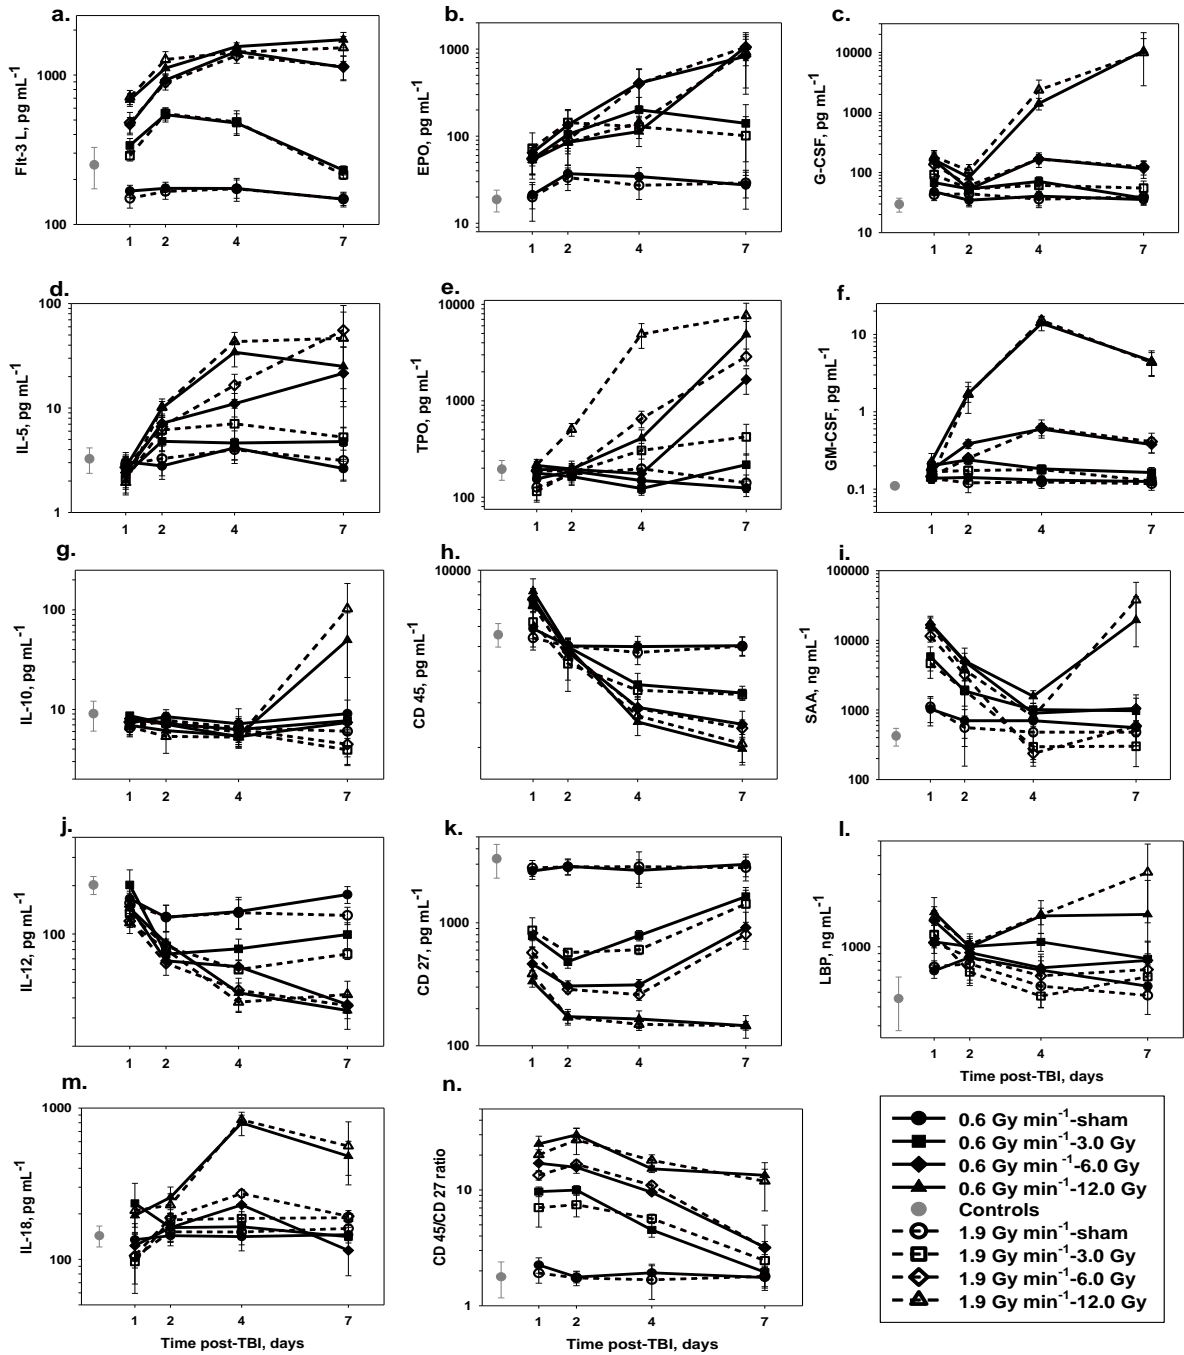 a.
Flt-3 L, pg mL-1
1000
100
1 2 4 7
b.
EPO, pg mL-1
1000
100
10
1 2 4 7
c.
G-CSF, pg mL-1
10000
1000
100
10
1 2 4 7
d.
IL-5, pg mL-1
100
10
1
1 2 4 7
e.
TPO, pg mL-1
10000
1000
100
1 2 4 7
f.
GM-CSF, pg mL-1
10
1
0.1
1 2 4 7
g.
IL-10, pg mL-1
100
10
1 2 4 7
h.
CD 45, pg mL-1
10000
1 2 4 7
i.
SAA, ng mL-1
100000
10000
1000
100
1 2 4 7
j.
IL-12, pg mL-1
100
1 2 4 7
k.
CD 27, pg mL-1
1000
100
1 2 4 7
l.
LBP, ng mL-1
1000
1 2 4 7
Time post-TBI, days
m.
IL-18, pg mL-1
1000
100
1 2 4 7
Time post-TBI, days
n.
CD 45/CD 27 ratio
100
10
1
1 2 4 7
Time post-TBI, days
0.6 Gy min-1-sham
0.6 Gy min-1-3.0 Gy
0.6 Gy min-1-6.0 Gy
0.6 Gy min-1-12.0 Gy
Controls
1.9 Gy min-1-sham
1.9 Gy min-1-3.0 Gy
1.9 Gy min-1-6.0 Gy
1.9 Gy min-1-12.0 Gy